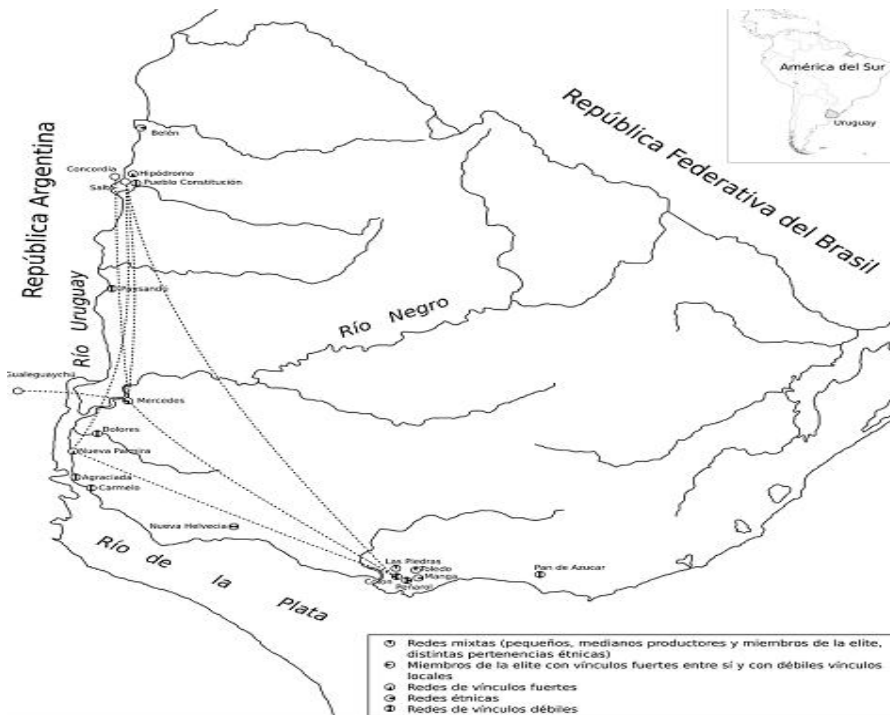 América del Sur
Uruguay
República Federativa del Brasil
República Argentina
Belén
Concordia
Hipódromo
Salto
Pueblo Constitución
Paysandú
Río Uruguay
Río Negro
Gualeguaychú
Mercedes
Dolores
Nueva Palmira
Agraciada
Carmelo
Nueva Helvecia
Río de la Plata
Las Piedras
Toledo
Colón
Manga
Peñarol
Pan de Azucar
Redes mixtas (pequeños, medianos productores y miembros de la elite,
distintas pertenencias étnicas)
Miembros de la elite con vínculos fuertes entre sí y con débiles vínculos
locales
Redes de vínculos fuertes
Redes étnicas
Redes de vínculos débiles